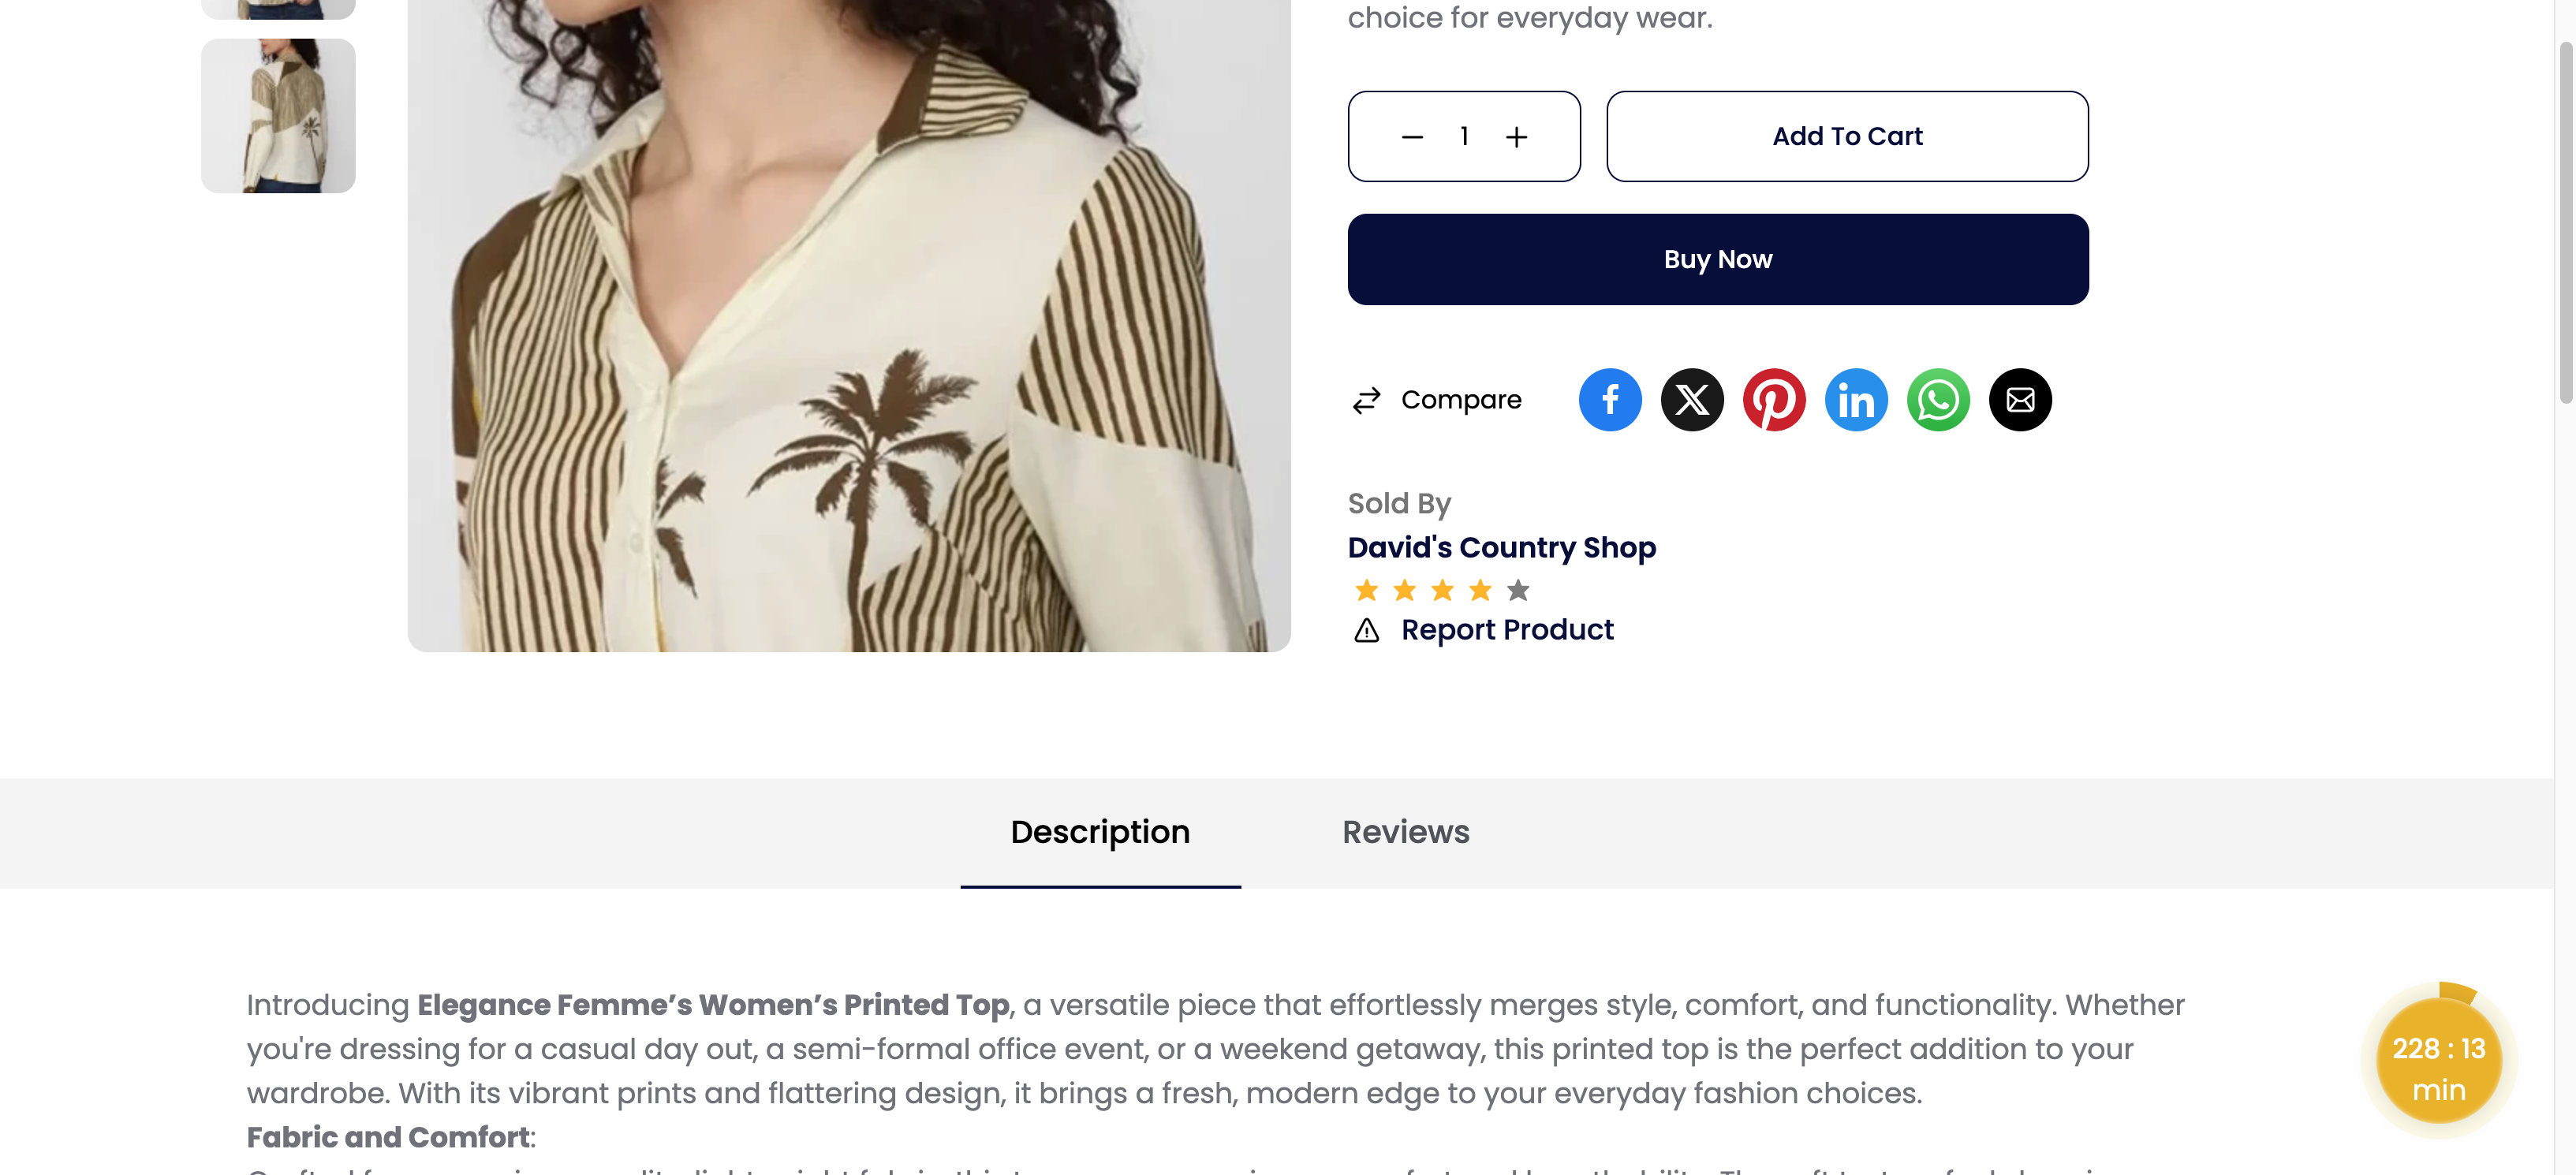 choice for everyday wear.
1
Add To Cart
Buy Now
Compare
Sold By
David's Country Shop
Report Product
Description
Reviews
Introducing Elegance Femme’s Women’s Printed Top, a versatile piece that effortlessly merges style, comfort, and functionality. Whether
you're dressing for a casual day out, a semi-formal office event, or a weekend getaway, this printed top is the perfect addition to your
wardrobe. With its vibrant prints and flattering design, it brings a fresh, modern edge to your everyday fashion choices.
Fabric and Comfort:
228 : 13
min